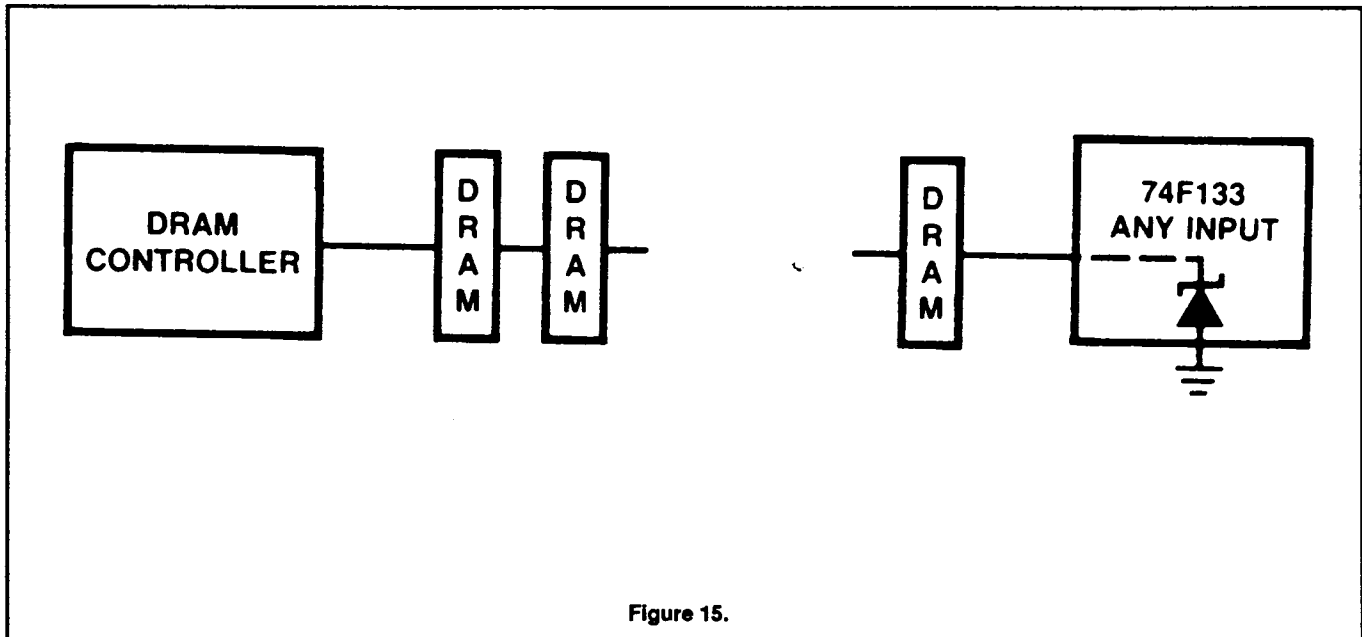 DRAM
CONTROLLER
D
R
A
M
D
R
A
M
D
R
A
M
74F133
ANY INPUT
Figure 15.